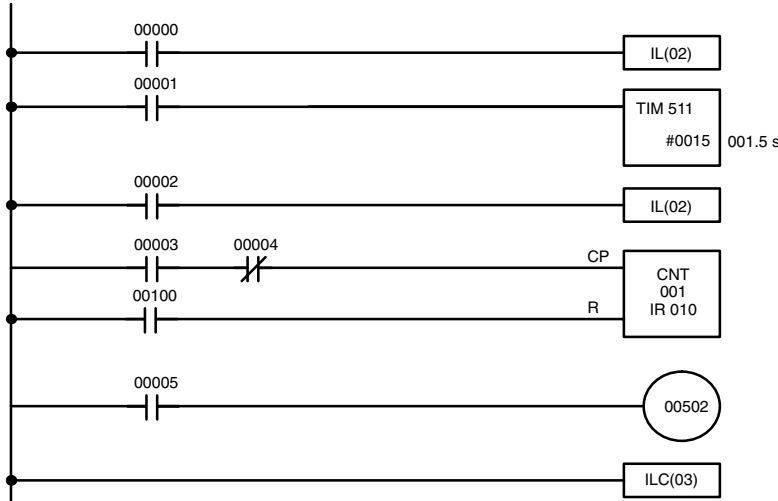 00000
IL(02)
00001
TIM 511
#0015
001.5 s
00002
IL(02)
00003
00004
CP
CNT
001
IR 010
00100
R
00005
00502
ILC(03)